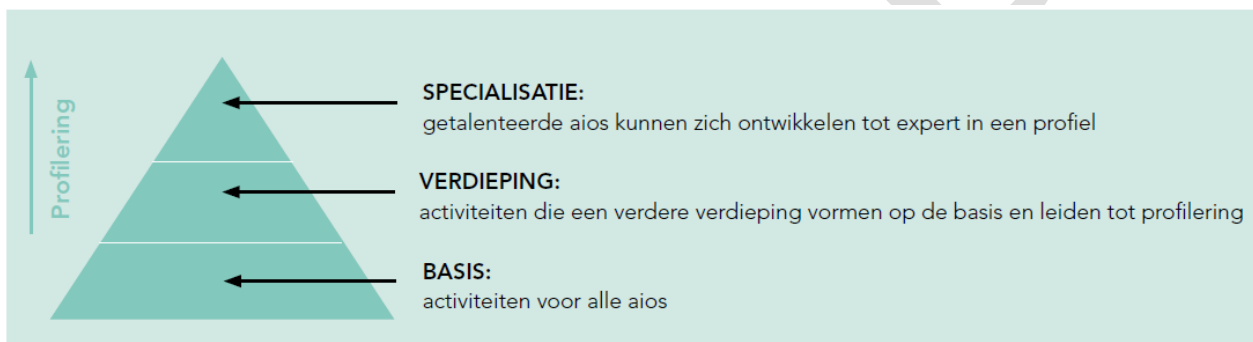 Profilering
SPECIALISATIE:
getalenteerde aios kunnen zich ontwikkelen tot expert in een profiel
VERDIEPING:
activiteiten die een verdere verdieping vormen op de basis en leiden tot profilering
BASIS:
activiteiten voor alle aios